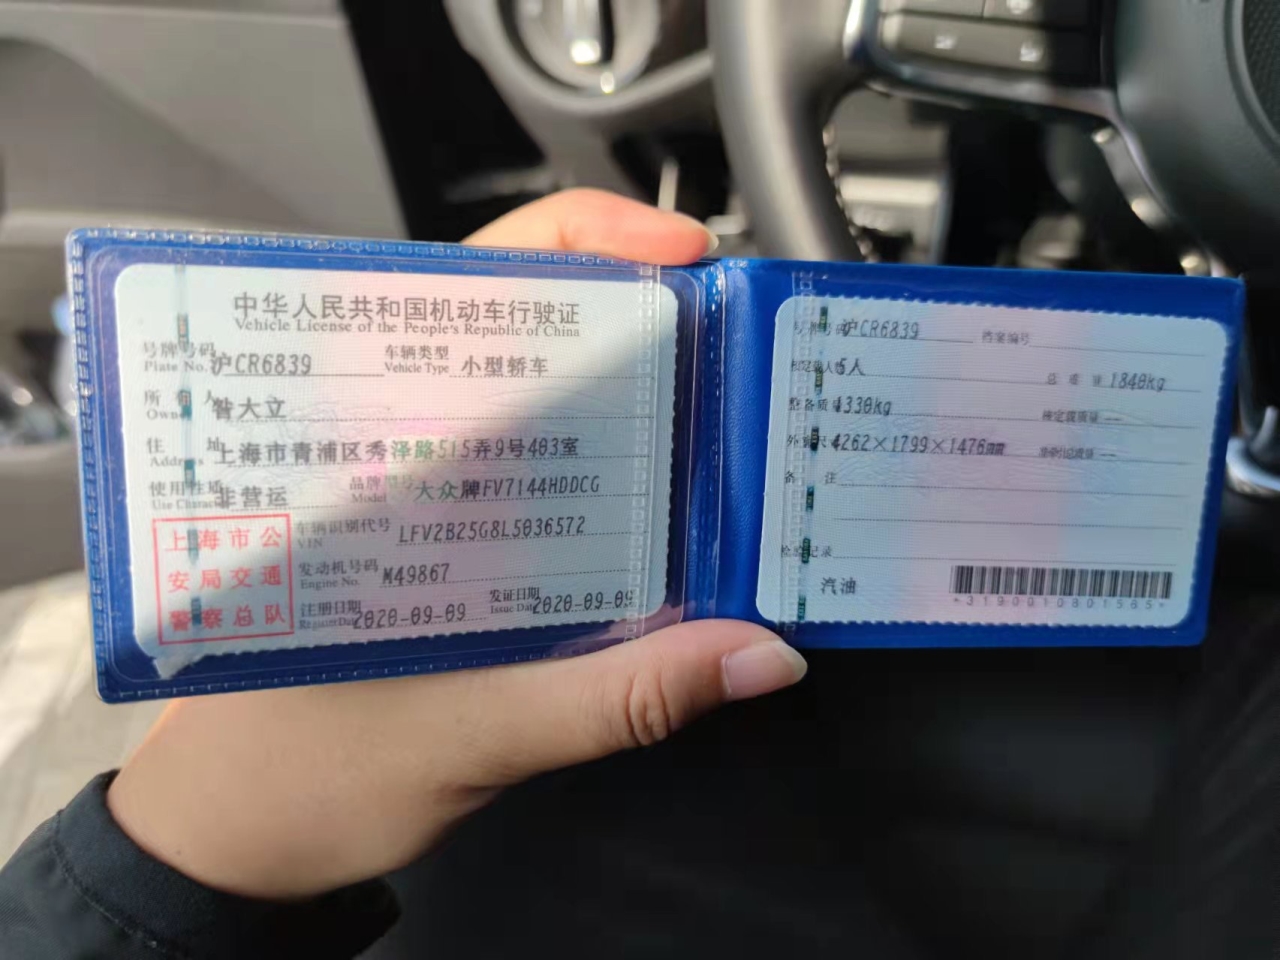 中华人民共和国机动车行驶证
Vehicle License of the People's Republic of China
号牌号码 沪CR6839 车辆类型 小型轿车
Plate No. Vehicle Type
所有人 昝大立
Owner
住址 上海市青浦区秀泽路515弄9号403室
Address
使用性质 非营运 品牌型号 大众牌FV7144HDDCG
Use Character Model
车辆识别代号 LFV2B25G8L5036572
VIN
发动机号码 M49867
Engine No.
注册日期 2020-09-09 发证日期 2020-09-09
Register Date Issue Date
上海市公
安局交通
警察总队
号牌号码 沪CR6839 档案编号
核定载人 5人 总质量 1840kg
整备质量 1330kg 核定载质量 --
外廓尺寸 4262×1799×1476mm 准牵引总质量 --
备注
检验记录
汽油
*3190010801565*